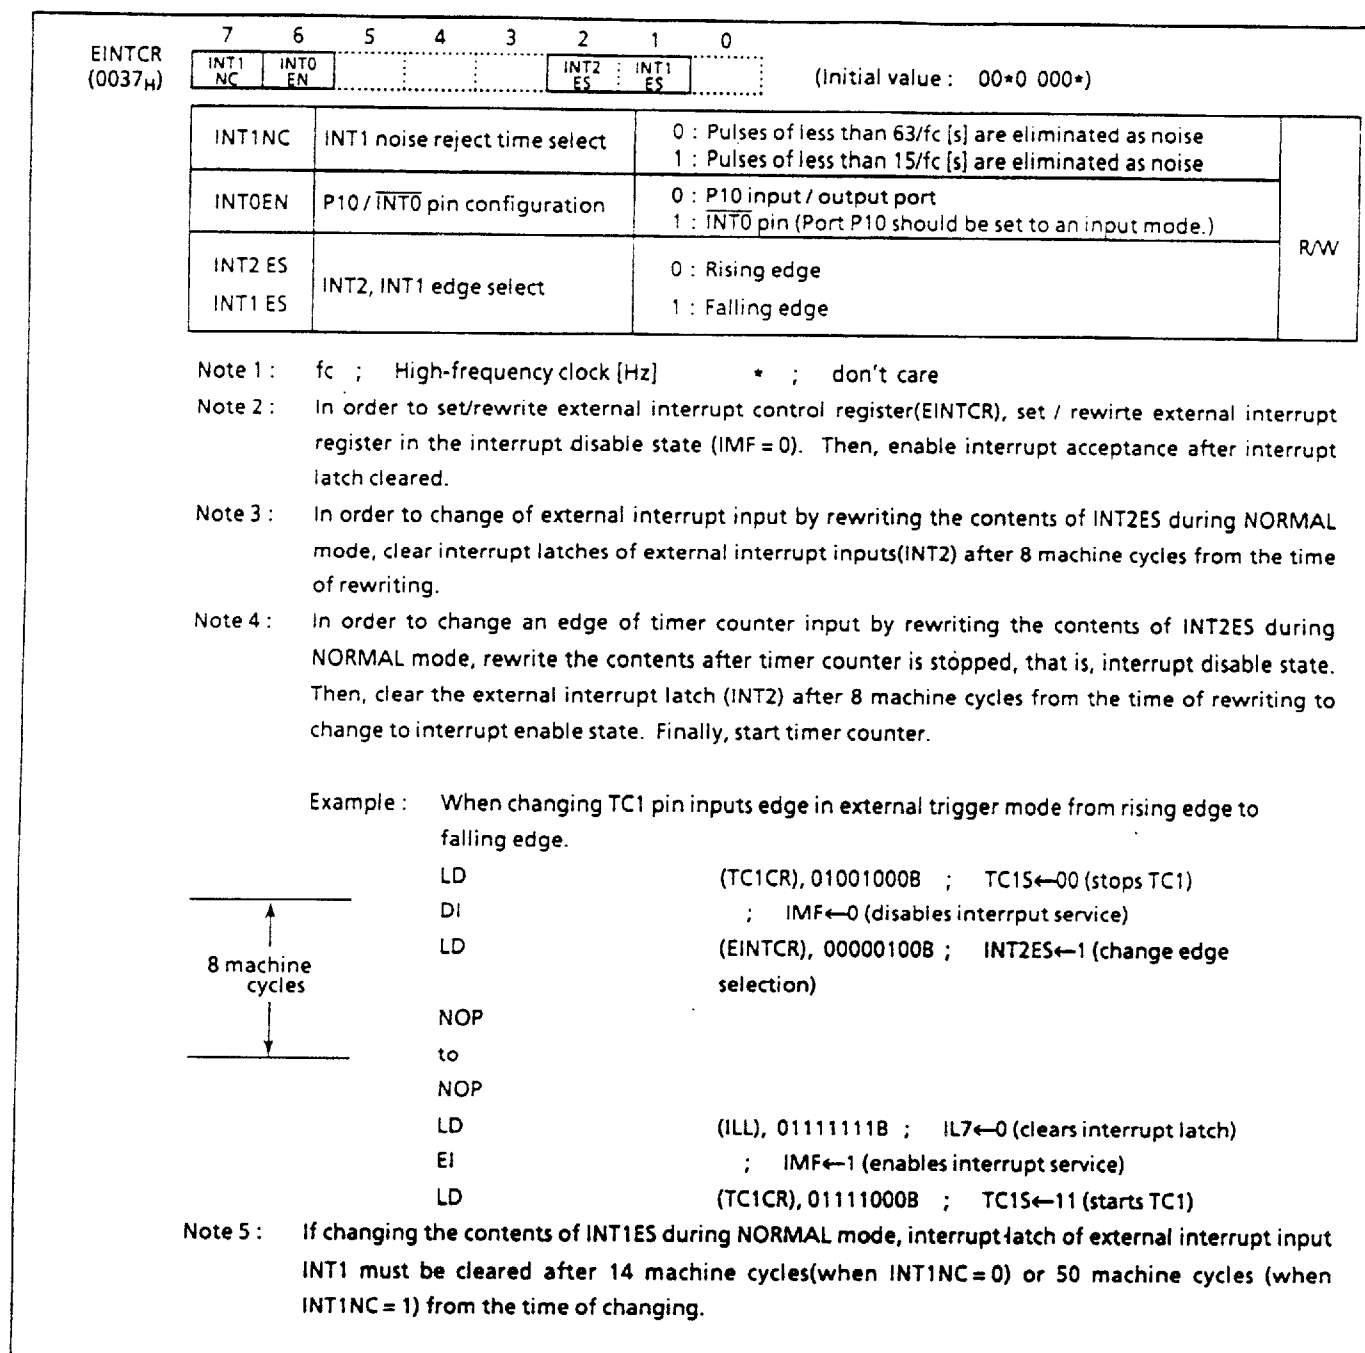 7 6 5 4 3 2 1 0
EINTCR
(0037H)
INT1 NC
INT0 EN
INT2 ES
INT1 ES
(Initial value : 00*0 000*)
INT1NC
INT1 noise reject time select
0 : Pulses of less than 63/fc [s] are eliminated as noise
1 : Pulses of less than 15/fc [s] are eliminated as noise
INT0EN
P10 / INT0 pin configuration
0 : P10 input / output port
1 : INT0 pin (Port P10 should be set to an input mode.)
R/W
INT2 ES
INT1 ES
INT2, INT1 edge select
0 : Rising edge
1 : Falling edge
Note 1 : fc ; High-frequency clock [Hz] * ; don't care
Note 2 : In order to set/rewrite external interrupt control register(EINTCR), set / rewirte external interrupt
register in the interrupt disable state (IMF = 0). Then, enable interrupt acceptance after interrupt
latch cleared.
Note 3 : In order to change of external interrupt input by rewriting the contents of INT2ES during NORMAL
mode, clear interrupt latches of external interrupt inputs(INT2) after 8 machine cycles from the time
of rewriting.
Note 4 : In order to change an edge of timer counter input by rewriting the contents of INT2ES during
NORMAL mode, rewrite the contents after timer counter is stopped, that is, interrupt disable state.
Then, clear the external interrupt latch (INT2) after 8 machine cycles from the time of rewriting to
change to interrupt enable state. Finally, start timer counter.
Example : When changing TC1 pin inputs edge in external trigger mode from rising edge to
falling edge.
LD (TC1CR), 01001000B ; TC1S←00 (stops TC1)
DI ; IMF←0 (disables interrput service)
LD (EINTCR), 00000100B ; INT2ES←1 (change edge
selection)
8 machine
cycles
NOP
to
NOP
LD (ILL), 01111111B ; IL7←0 (clears interrupt latch)
EI ; IMF←1 (enables interrupt service)
LD (TC1CR), 01111000B ; TC1S←11 (starts TC1)
Note 5 : If changing the contents of INT1ES during NORMAL mode, interrupt latch of external interrupt input
INT1 must be cleared after 14 machine cycles(when INT1NC = 0) or 50 machine cycles (when
INT1NC = 1) from the time of changing.